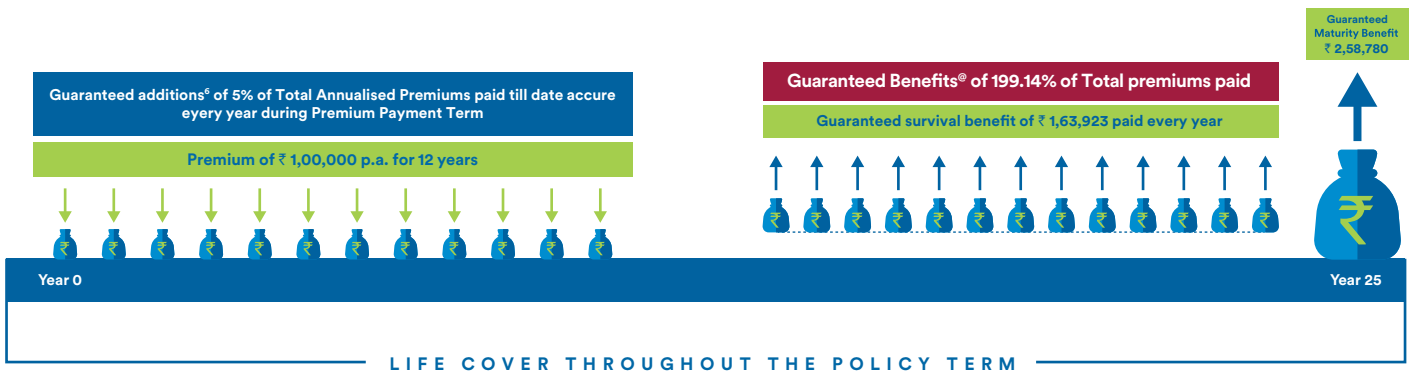 Guaranteed
Maturity Benefit
₹ 2,58,780
Guaranteed additions⁶ of 5% of Total Annualised Premiums paid till date accure
eyery year during Premium Payment Term
Premium of ₹ 1,00,000 p.a. for 12 years
Guaranteed Benefits@ of 199.14% of Total premiums paid
Guaranteed survival benefit of ₹ 1,63,923 paid every year
₹ ₹ ₹ ₹ ₹ ₹ ₹ ₹ ₹ ₹ ₹ ₹
₹ ₹ ₹ ₹ ₹ ₹ ₹ ₹ ₹ ₹ ₹ ₹ ₹
₹
Year 0
Year 25
LIFE COVER THROUGHOUT THE POLICY TERM